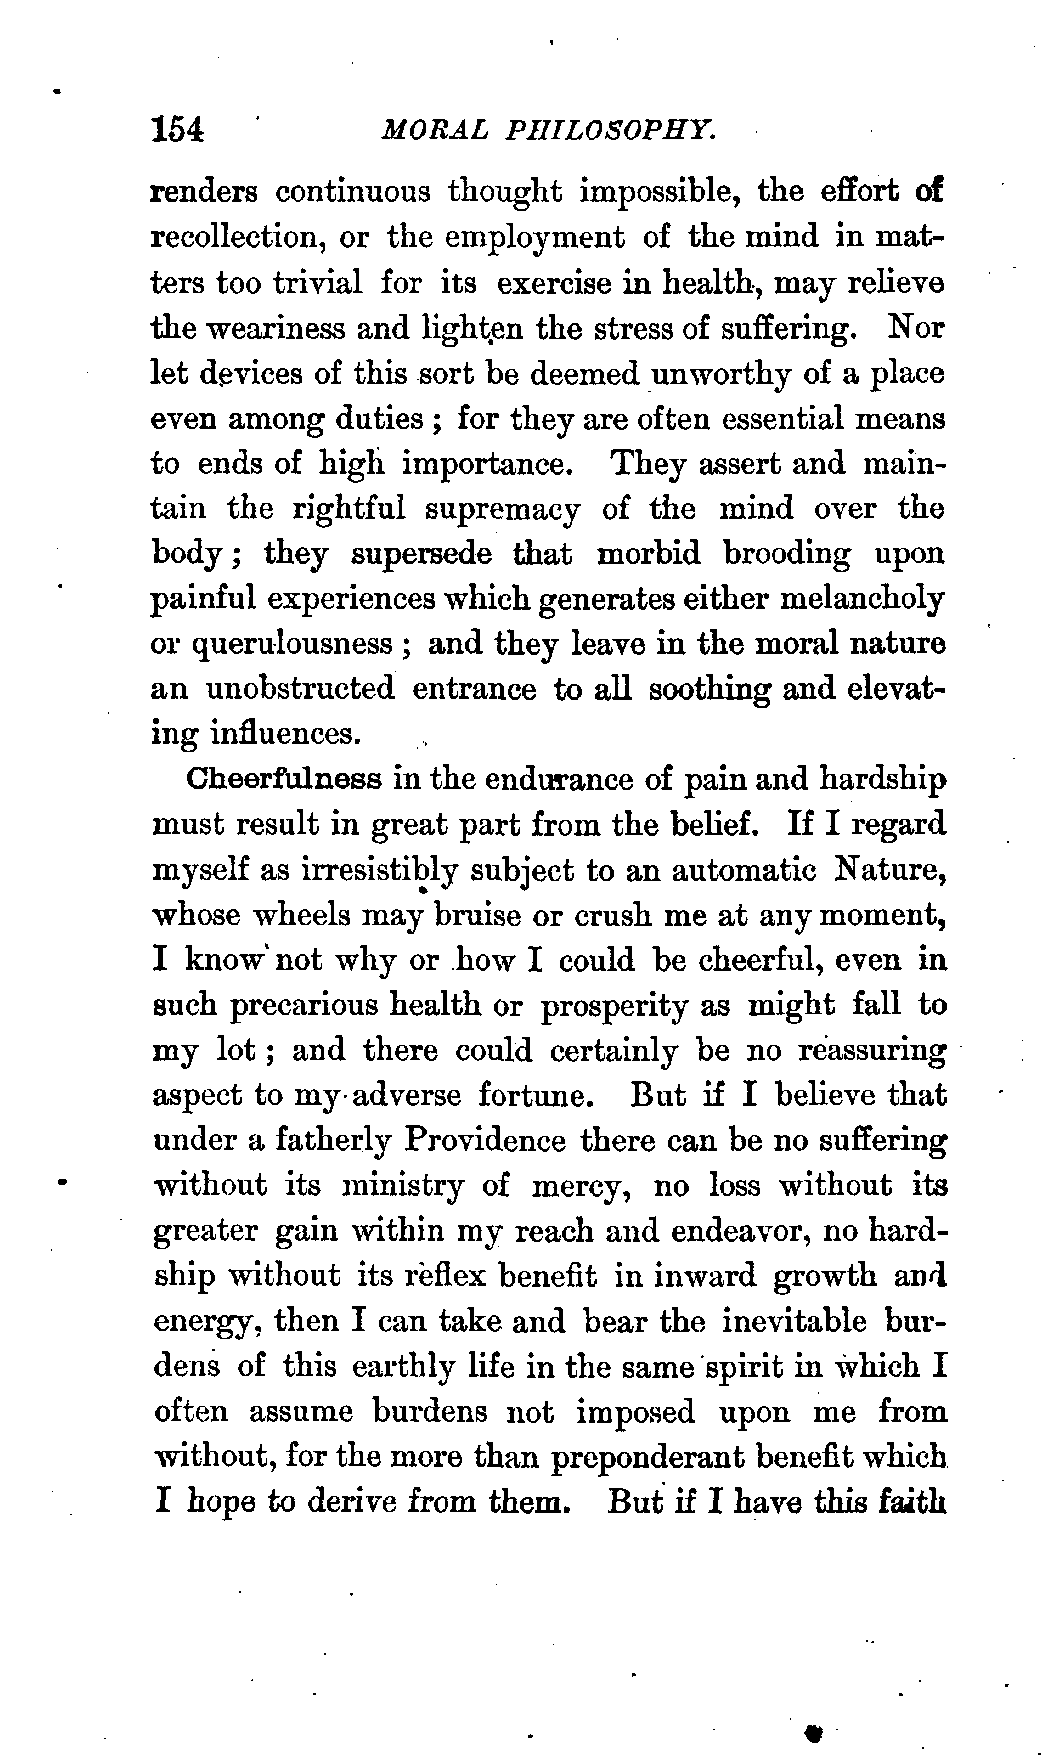 154 MORAL PHILOSOPHY.
renders continuous thought impossible, the effort of
recollection, or the employment of the mind in mat-
ters too trivial for its exercise in health, may relieve
the weariness and lighten the stress of suffering. Nor
let devices of this sort be deemed unworthy of a place
even among duties ; for they are often essential means
to ends of high importance. They assert and main-
tain the rightful supremacy of the mind over the
body ; they supersede that morbid brooding upon
painful experiences which generates either melancholy
or querulousness ; and they leave in the moral nature
an unobstructed entrance to all soothing and elevat-
ing influences.
Cheerfulness in the endurance of pain and hardship
must result in great part from the belief. If I regard
myself as irresistibly subject to an automatic Nature,
whose wheels may bruise or crush me at any moment,
I know not why or how I could be cheerful, even in
such precarious health or prosperity as might fall to
my lot ; and there could certainly be no reassuring
aspect to my adverse fortune. But if I believe that
under a fatherly Providence there can be no suffering
without its ministry of mercy, no loss without its
greater gain within my reach and endeavor, no hard-
ship without its reflex benefit in inward growth and
energy, then I can take and bear the inevitable bur-
dens of this earthly life in the same spirit in which I
often assume burdens not imposed upon me from
without, for the more than preponderant benefit which
I hope to derive from them. But if I have this faith